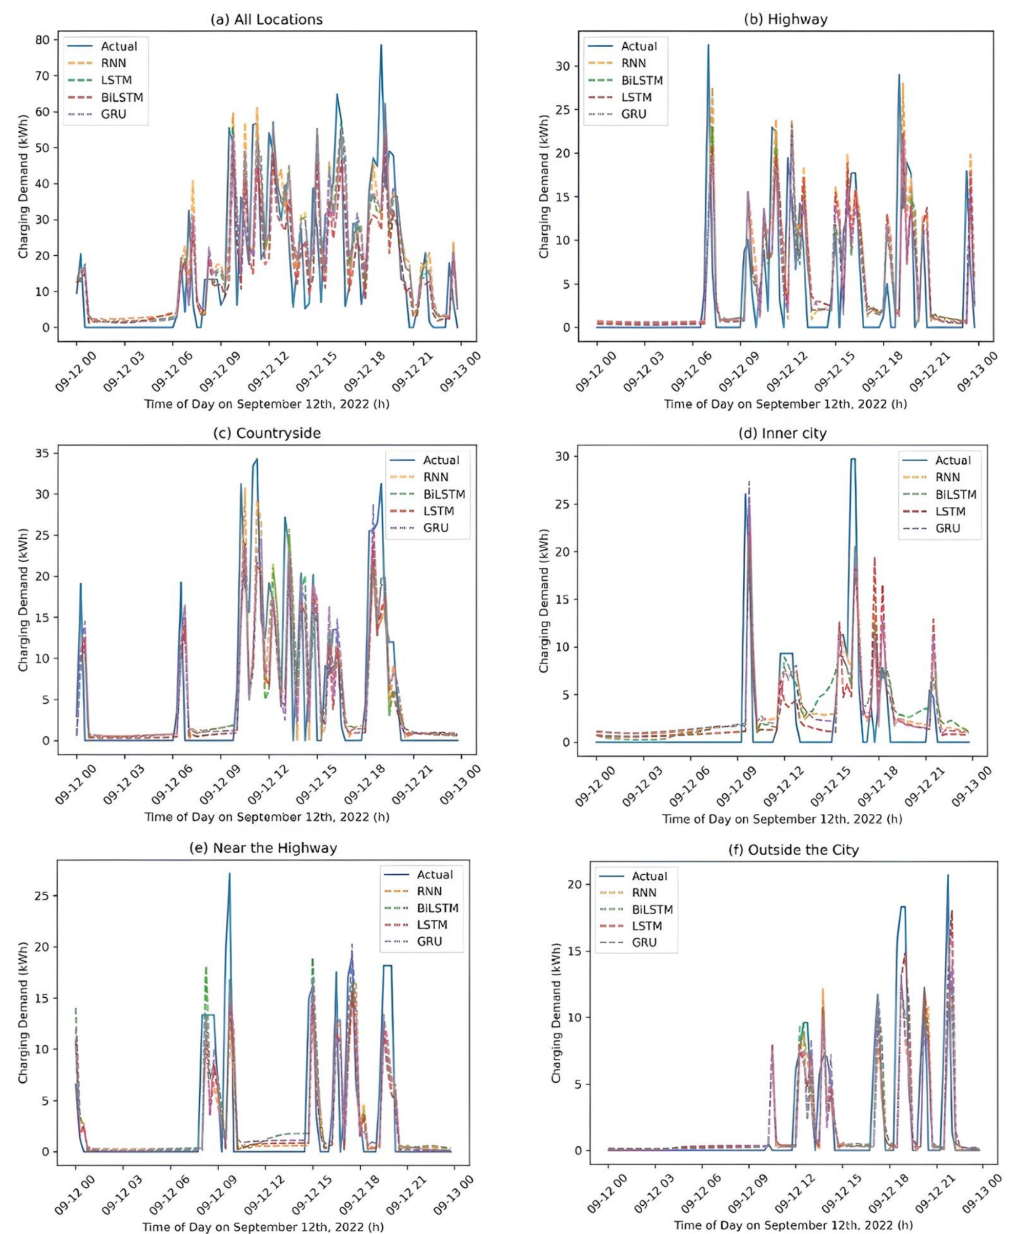 (a) All Locations
Charging Demand (kWh)
80
70
60
50
40
30
20
10
0
Actual
RNN
LSTM
BiLSTM
GRU
09-12 00
09-12 03
09-12 06
09-12 09
09-12 12
09-12 15
09-12 18
09-12 21
09-13 00
Time of Day on September 12th, 2022 (h)
(b) Highway
Charging Demand (kWh)
30
25
20
15
10
5
0
Actual
RNN
BiLSTM
LSTM
GRU
09-12 00
09-12 03
09-12 06
09-12 09
09-12 12
09-12 15
09-12 18
09-12 21
09-13 00
Time of Day on September 12th, 2022 (h)
(c) Countryside
Charging Demand (kWh)
35
30
25
20
15
10
5
0
Actual
RNN
BiLSTM
LSTM
GRU
09-12 00
09-12 03
09-12 06
09-12 09
09-12 12
09-12 15
09-12 18
09-12 21
09-13 00
Time of Day on September 12th, 2022 (h)
(d) Inner city
Charging Demand (kWh)
30
25
20
15
10
5
0
Actual
RNN
BiLSTM
LSTM
GRU
09-12 00
09-12 03
09-12 06
09-12 09
09-12 12
09-12 15
09-12 18
09-12 21
09-13 00
Time of Day on September 12th, 2022 (h)
(e) Near the Highway
Charging Demand (kWh)
25
20
15
10
5
0
Actual
RNN
BiLSTM
LSTM
GRU
09-12 00
09-12 03
09-12 06
09-12 09
09-12 12
09-12 15
09-12 18
09-12 21
09-13 00
Time of Day on September 12th, 2022 (h)
(f) Outside the City
Charging Demand (kWh)
20
15
10
5
0
Actual
RNN
BiLSTM
LSTM
GRU
09-12 00
09-12 03
09-12 06
09-12 09
09-12 12
09-12 15
09-12 18
09-12 21
09-13 00
Time of Day on September 12th, 2022 (h)